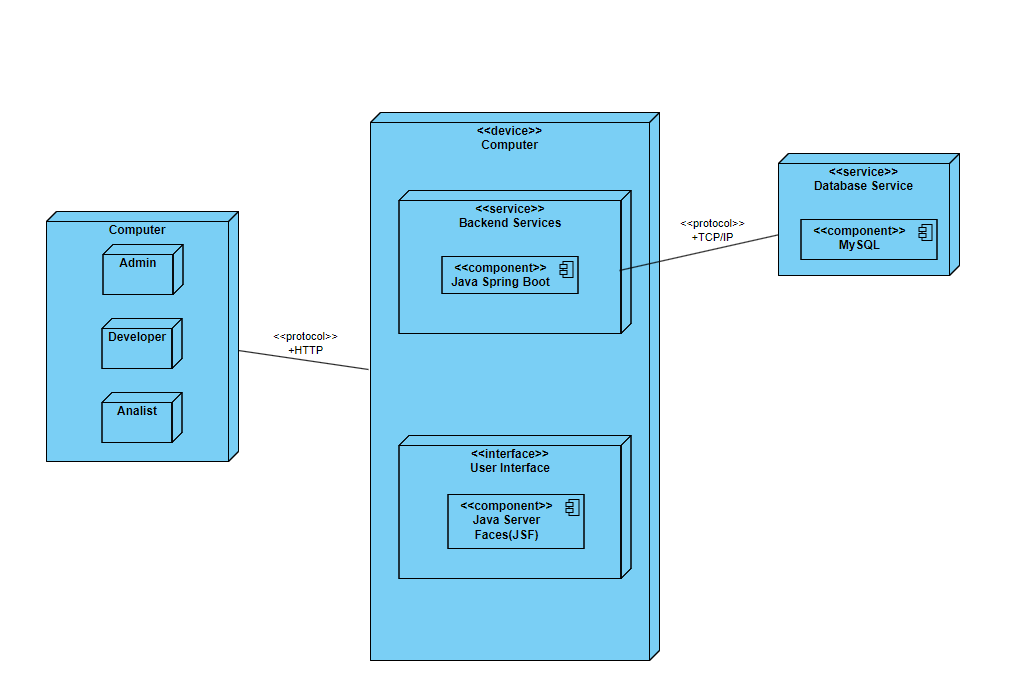 Computer
Admin
Developer
Analist
<<protocol>>
+HTTP
<<device>>
Computer
<<service>>
Backend Services
<<component>>
Java Spring Boot
<<interface>>
User Interface
<<component>>
Java Server
Faces(JSF)
<<protocol>>
+TCP/IP
<<service>>
Database Service
<<component>>
MySQL